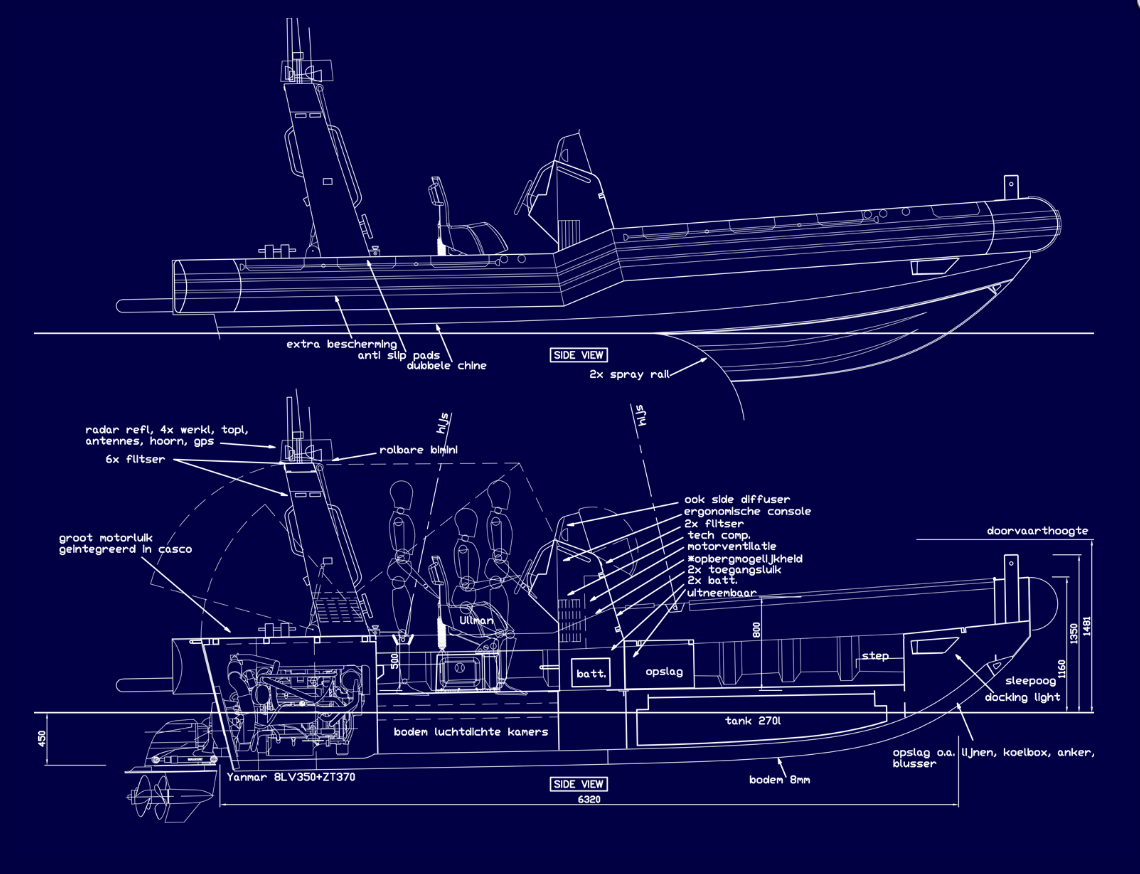 extra bescherming
anti slip pads
dubbele chine
SIDE VIEW
2x spray rail
hijs
hijs
radar refl, 4x werkl, topl,
antennes, hoorn, gps
6x flitser
rolbare bimini
groot motorluik
geintegreerd in casco
ook side diffuser
ergonomische console
2x flitser
tech comp.
motorventilatie
*opbergmogelijkheid
2x toegangsluik
2x batt.
uitneembaar
doorvaarthoogte
Ullman
800
500
1160
1350
1481
batt.
opslag
step
sleepoog
docking light
tank 270l
bodem luchtdichte kamers
450
opslag o.a. lijnen, koelbox, anker,
blusser
Yanmar 8LV350+ZT370
SIDE VIEW
bodem 8mm
6320